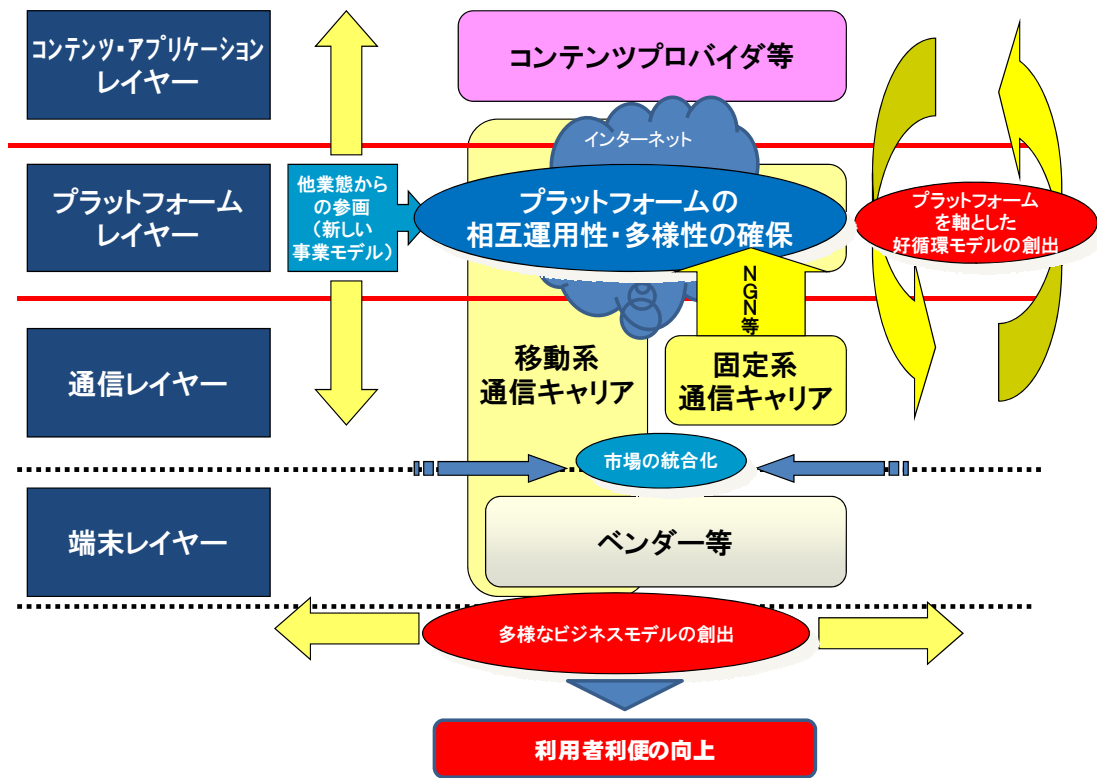 コンテンツ・アプリケーション
レイヤー
コンテンツプロバイダ等
インターネット
プラットフォーム
レイヤー
他業態から
の参画
(新しい
事業モデル)
プラットフォームの
相互運用性・多様性の確保
プラットフォーム
を軸とした
好循環モデルの創出
NGN等
通信レイヤー
移動系
通信キャリア
固定系
通信キャリア
市場の統合化
端末レイヤー
ベンダー等
多様なビジネスモデルの創出
利用者利便の向上